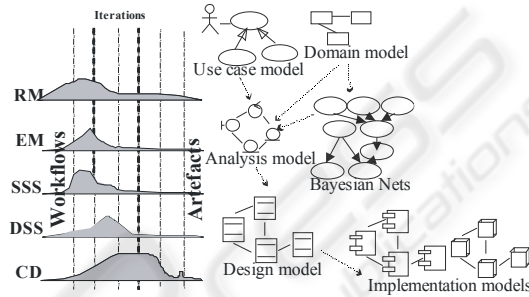 Iterations
RM
EM
SSS
DSS
CD
Workflows
Artefacts
Use case model
Domain model
Analysis model
Bayesian Nets
Design model
Implementation models